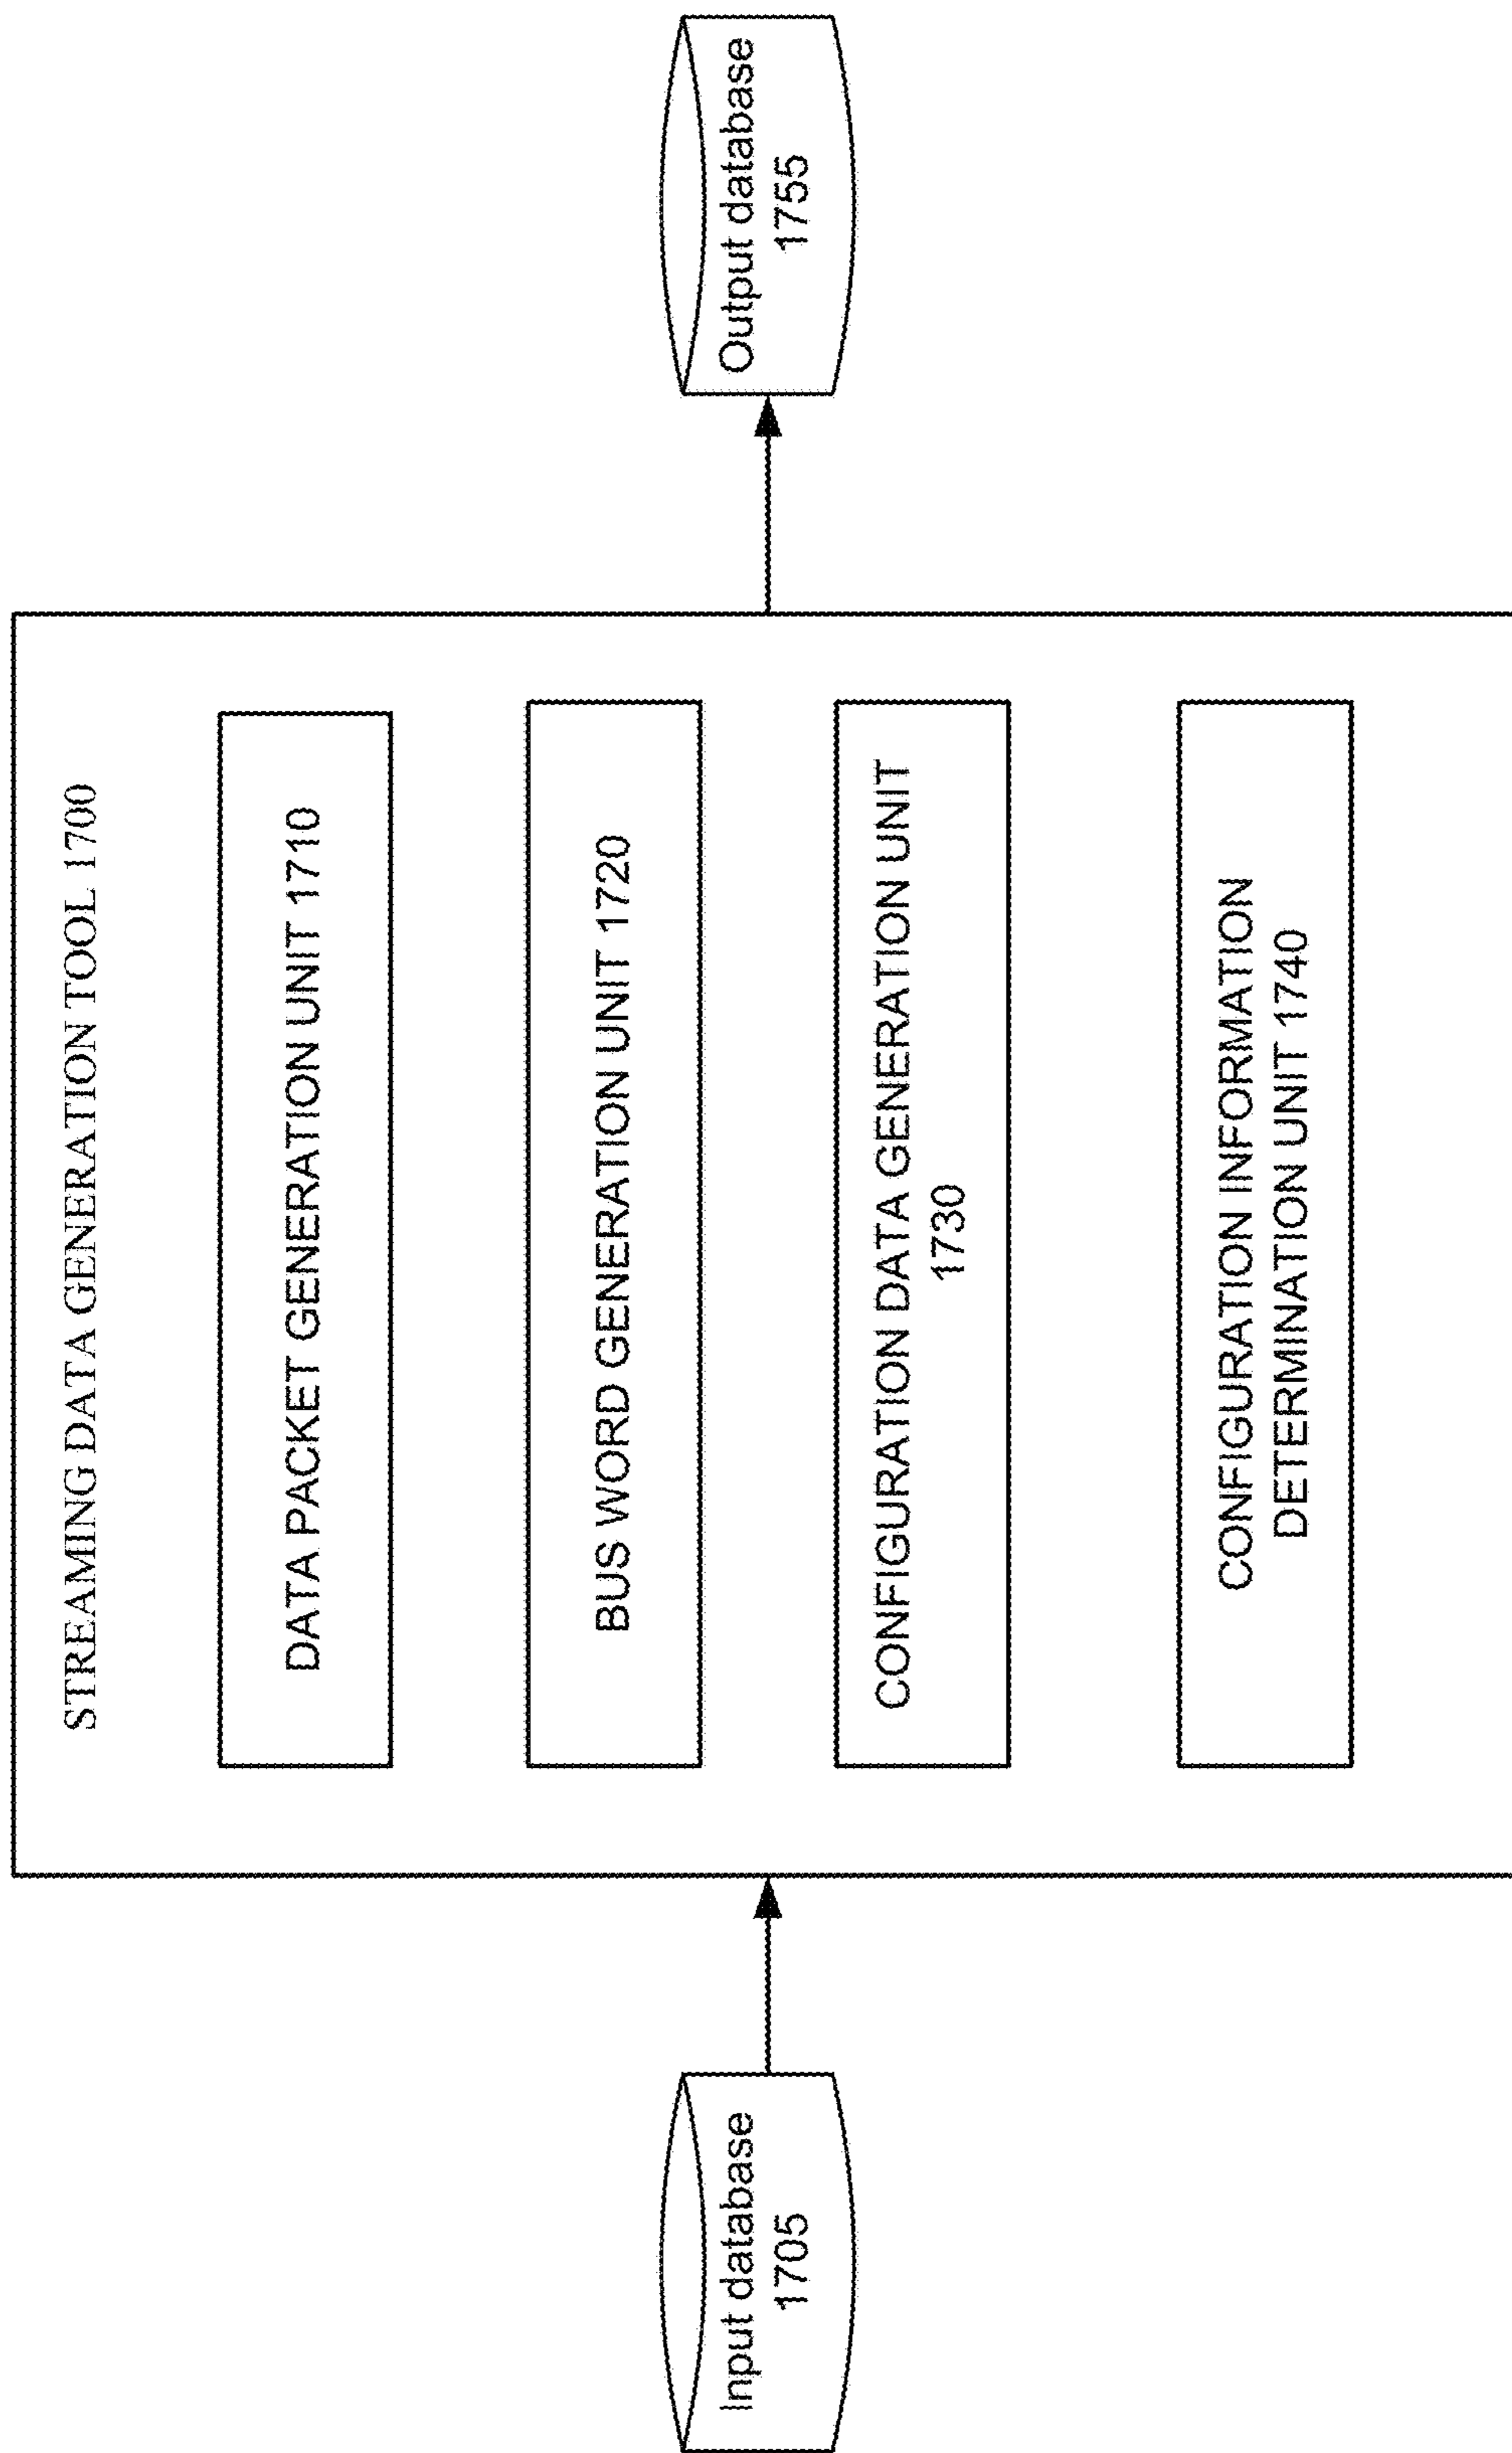 STREAMING DATA GENERATION TOOL 1700
DATA PACKET GENERATION UNIT 1710
BUS WORD GENERATION UNIT 1720
CONFIGURATION DATA GENERATION UNIT
1730
CONFIGURATION INFORMATION
DETERMINATION UNIT 1740
Input database
1705
Output database
1755